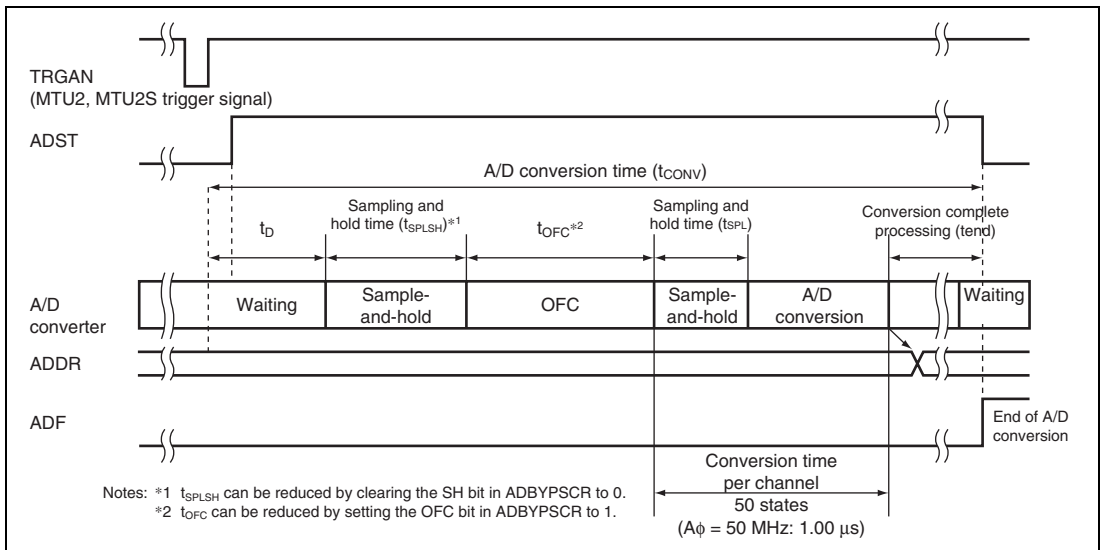 TRGAN
(MTU2, MTU2S trigger signal)
ADST
A/D conversion time (tCONV)
Sampling and
hold time (tSPLSH)*1
Sampling and
hold time (tSPL)
Conversion complete
processing (tend)
tD
tOFC*2
A/D
converter
Waiting
Sample-
and-hold
OFC
Sample-
and-hold
A/D
conversion
Waiting
ADDR
ADF
End of A/D
conversion
Conversion time
per channel
50 states
(Aφ = 50 MHz: 1.00 μs)
Notes: *1 tSPLSH can be reduced by clearing the SH bit in ADBYPSCR to 0.
*2 tOFC can be reduced by setting the OFC bit in ADBYPSCR to 1.